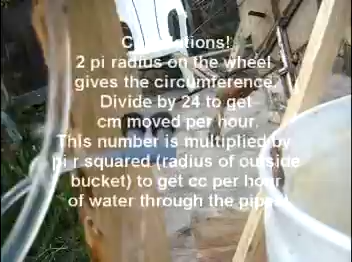 Calculations!
2 pi radius on the wheel
gives the circumference.
Divide by 24 to get
cm moved per hour.
This number is multiplied by
pi r squared (radius of outside
bucket) to get cc per hour
of water through the pipe.